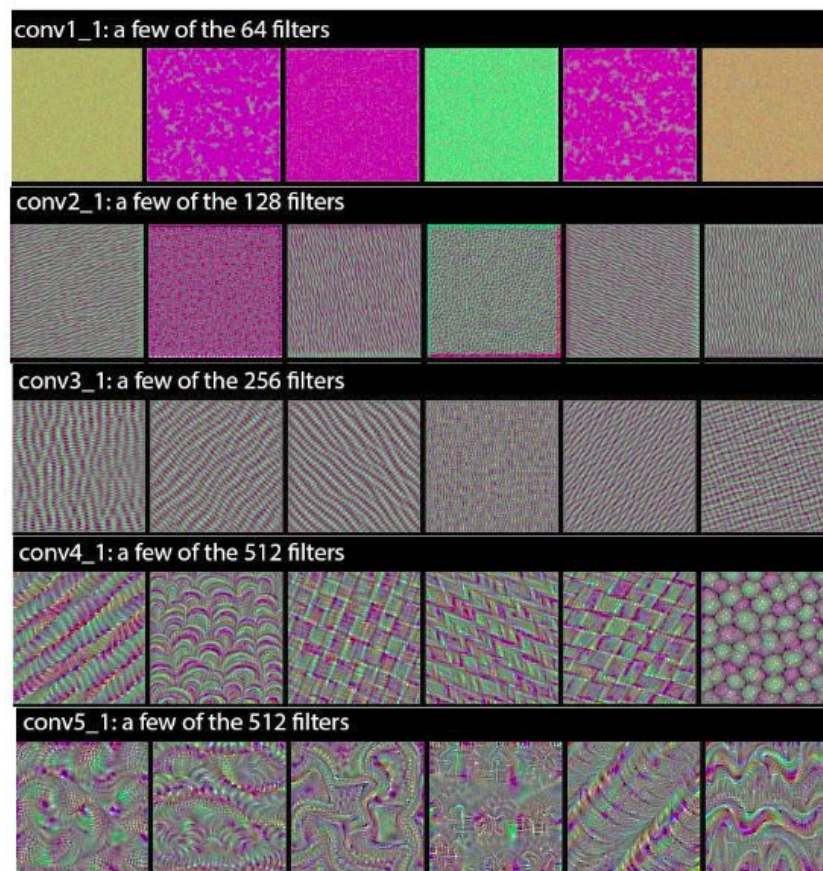 conv1_1: a few of the 64 filters
conv2_1: a few of the 128 filters
conv3_1: a few of the 256 filters
conv4_1: a few of the 512 filters
conv5_1: a few of the 512 filters